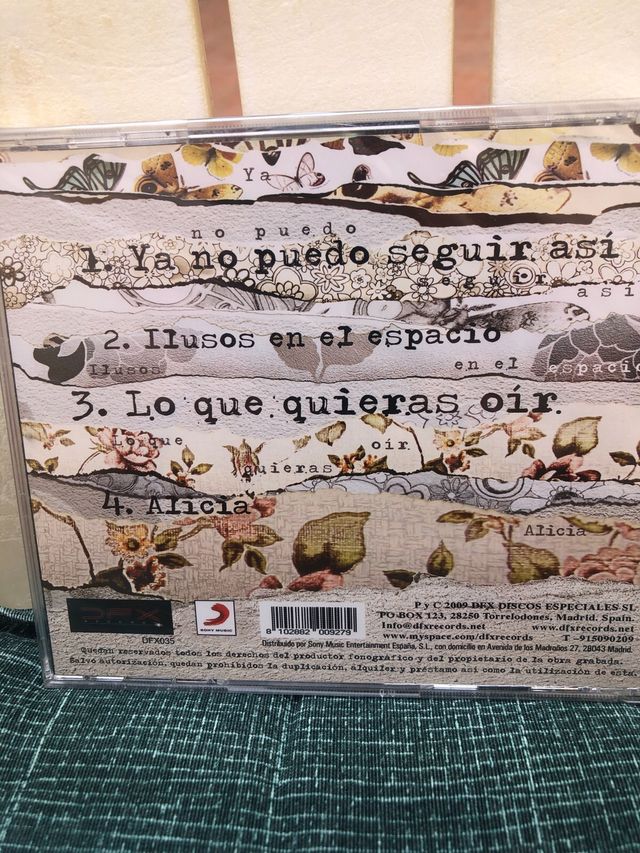 Ya
no puedo
1. Ya no puedo seguir así
seguir
así
2. Ilusos en el espacio
Ilusos en el espacio
3. Lo que quieras oír.
Lo que oír
quieras
4. Alicia
Alicia
DFX
DFX035
SONY MUSIC
8 102882 009279
P y C 2009 DFX DISCOS ESPECIALES SL
PO BOX 123, 28250 Torrelodones, Madrid. Spain.
Info@dfxrecords.net www.dfxrecords.net
www.myspace.com/dfxrecords T -915090209
Distribuido por Sony Music Entertainment España, S.L., con domicilio en Avenida de los Madroños 27, 28043 Madrid.
Quedan reservados todos los derechos del productor fonográfico y del propietario de la obra grabada.
Salvo autorización, quedan prohibidos la duplicación, alquiler y préstamo así como la utilización de esta